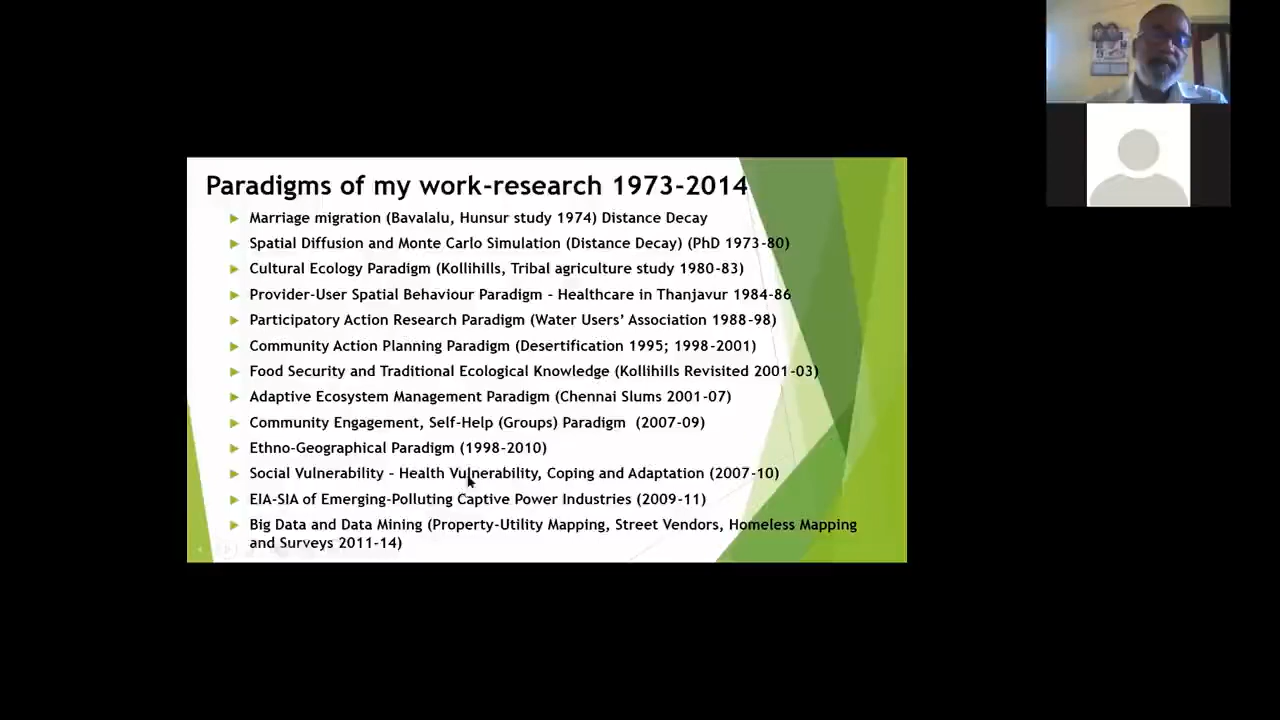 Paradigms of my work-research 1973-2014
Marriage migration (Bavalalu, Hunsur study 1974) Distance Decay
Spatial Diffusion and Monte Carlo Simulation (Distance Decay) (PhD 1973-80)
Cultural Ecology Paradigm (Kollihills, Tribal agriculture study 1980-83)
Provider-User Spatial Behaviour Paradigm - Healthcare in Thanjavur 1984-86
Participatory Action Research Paradigm (Water Users' Association 1988-98)
Community Action Planning Paradigm (Desertification 1995; 1998-2001)
Food Security and Traditional Ecological Knowledge (Kollihills Revisited 2001-03)
Adaptive Ecosystem Management Paradigm (Chennai Slums 2001-07)
Community Engagement, Self-Help (Groups) Paradigm (2007-09)
Ethno-Geographical Paradigm (1998-2010)
Social Vulnerability - Health Vulnerability, Coping and Adaptation (2007-10)
EIA-SIA of Emerging-Polluting Captive Power Industries (2009-11)
Big Data and Data Mining (Property-Utility Mapping, Street Vendors, Homeless Mapping
and Surveys 2011-14)